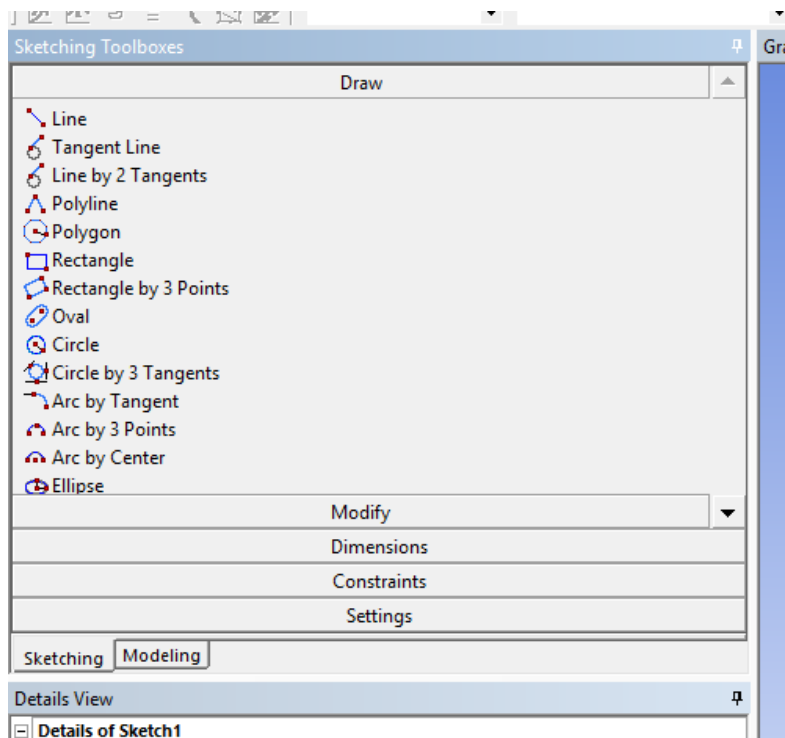 Sketching Toolboxes
Gra
Draw
Line
Tangent Line
Line by 2 Tangents
Polyline
Polygon
Rectangle
Rectangle by 3 Points
Oval
Circle
Circle by 3 Tangents
Arc by Tangent
Arc by 3 Points
Arc by Center
Ellipse
Modify
Dimensions
Constraints
Settings
Sketching Modeling
Details View
Details of Sketch1